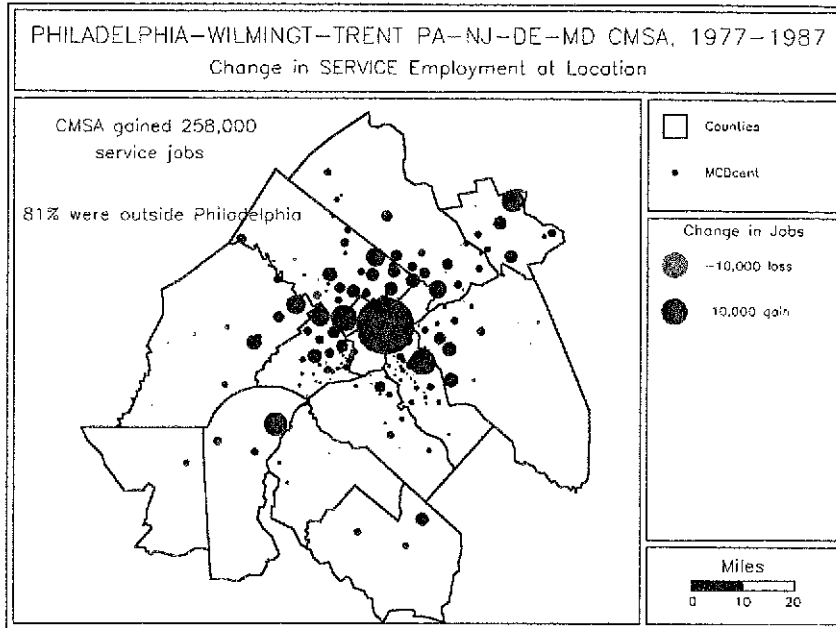 PHILADELPHIA-WILMINGT-TRENT PA-NJ-DE-MD CMSA, 1977-1987
Change in SERVICE Employment at Location
CMSA gained 258,000
service jobs
81% were outside Philadelphia
Counties
MCDcent
Change in Jobs
-10,000 loss
10,000 gain
Miles
0 10 20